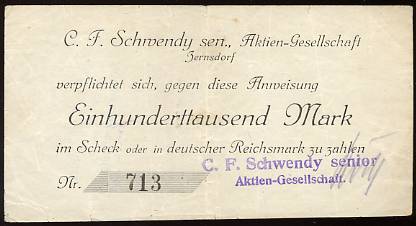 C. F. Schwendy sen., Aktien-Gesellschaft
Zernsdorf
verpflichtet sich, gegen diese Anweisung
Einhunderttausend Mark
im Scheck oder in deutscher Reichsmark zu zahlen
Nr. 713
C. F. Schwendy senior
Aktien-Gesellschaft.